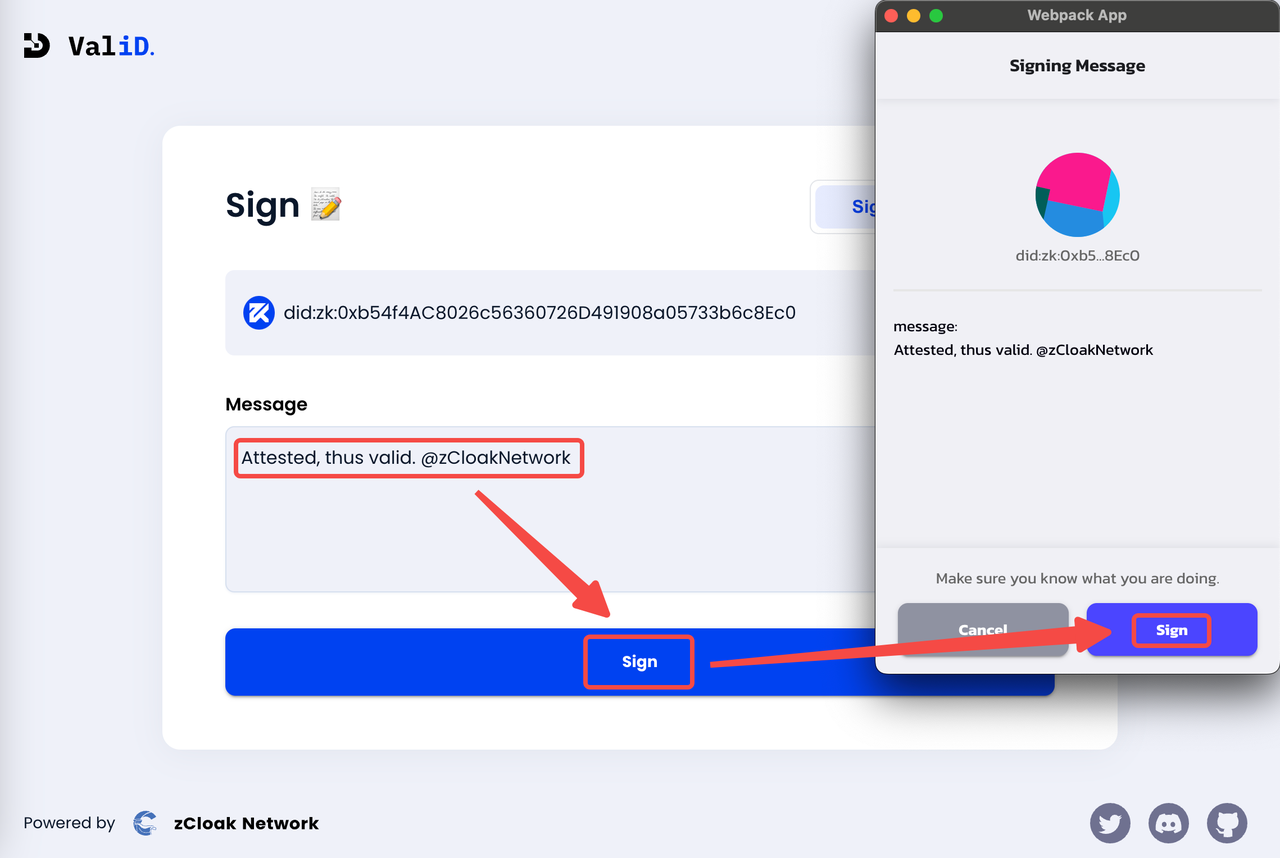 ValiD.
Sign
Sig
did:zk:0xb54f4AC8026c56360726D491908a05733b6c8Ec0
Message
Attested, thus valid. @zCloakNetwork
Sign
Powered by zCloak Network
Webpack App
Signing Message
did:zk:0xb5...8Ec0
message:
Attested, thus valid. @zCloakNetwork
Make sure you know what you are doing.
Cancel
Sign